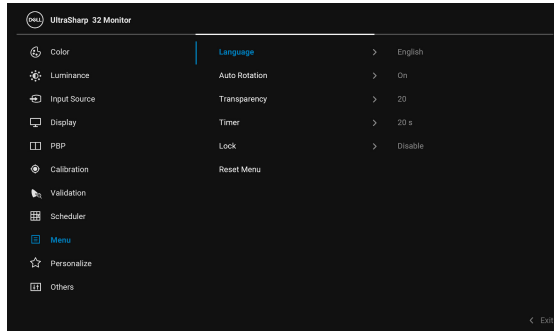 DELL UltraSharp 32 Monitor
Color Language English
Luminance Auto Rotation On
Input Source Transparency 20
Display Timer 20 s
PBP Lock Disable
Calibration Reset Menu
Validation
Scheduler
Menu
Personalize
Others
Exit